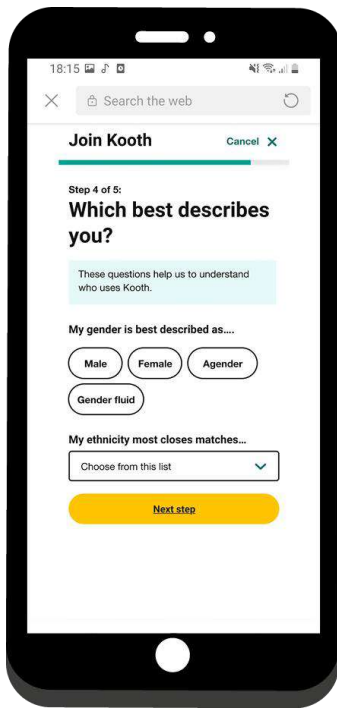 18:15
Search the web
Join Kooth
Cancel X
Step 4 of 5:
Which best describes
you?
These questions help us to understand
who uses Kooth.
My gender is best described as....
Male Female Agender
Gender fluid
My ethnicity most closes matches...
Choose from this list
Next step